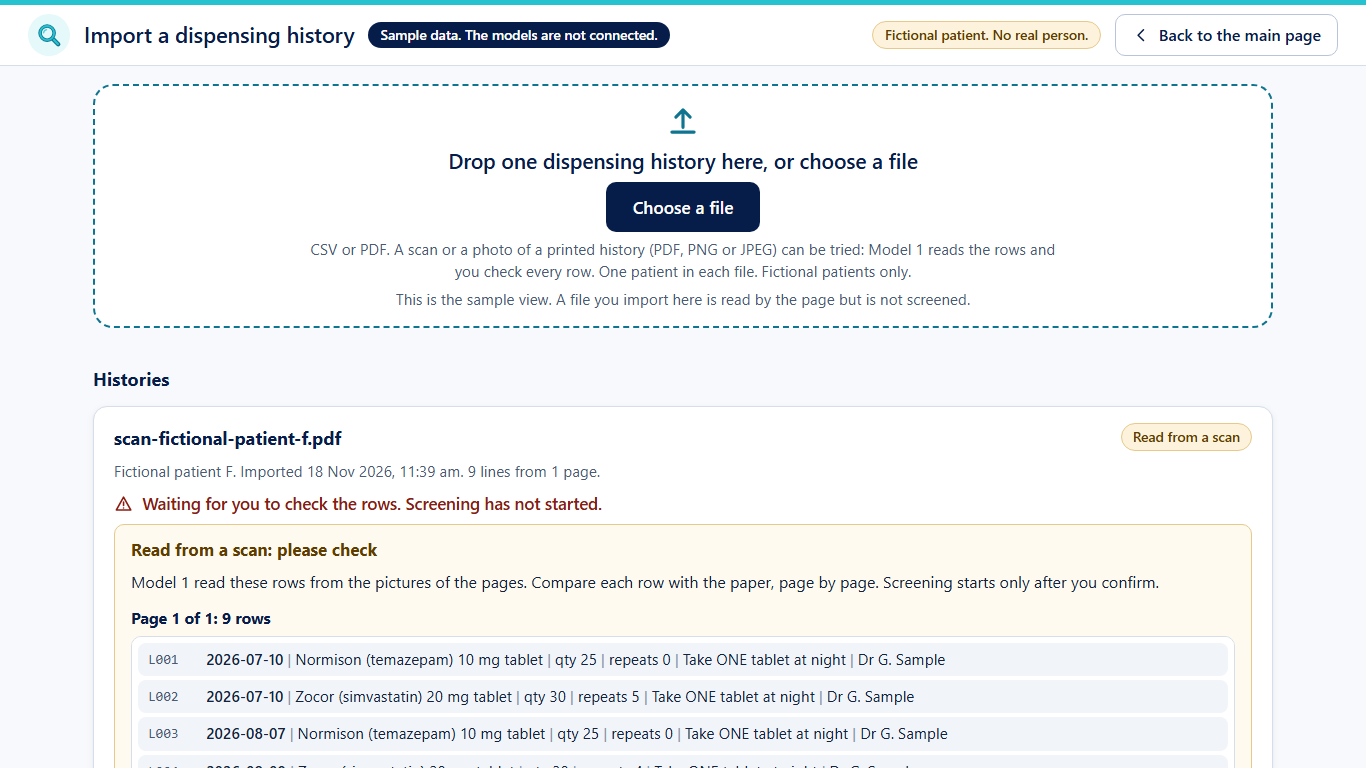 Import a dispensing history
Sample data. The models are not connected.
Fictional patient. No real person.
Back to the main page
Drop one dispensing history here, or choose a file
Choose a file
CSV or PDF. A scan or a photo of a printed history (PDF, PNG or JPEG) can be tried: Model 1 reads the rows and
you check every row. One patient in each file. Fictional patients only.
This is the sample view. A file you import here is read by the page but is not screened.
Histories
scan-fictional-patient-f.pdf
Read from a scan
Fictional patient F. Imported 18 Nov 2026, 11:39 am. 9 lines from 1 page.
Waiting for you to check the rows. Screening has not started.
Read from a scan: please check
Model 1 read these rows from the pictures of the pages. Compare each row with the paper, page by page. Screening starts only after you confirm.
Page 1 of 1: 9 rows
L001 2026-07-10 | Normison (temazepam) 10 mg tablet | qty 25 | repeats 0 | Take ONE tablet at night | Dr G. Sample
L002 2026-07-10 | Zocor (simvastatin) 20 mg tablet | qty 30 | repeats 5 | Take ONE tablet at night | Dr G. Sample
L003 2026-08-07 | Normison (temazepam) 10 mg tablet | qty 25 | repeats 0 | Take ONE tablet at night | Dr G. Sample